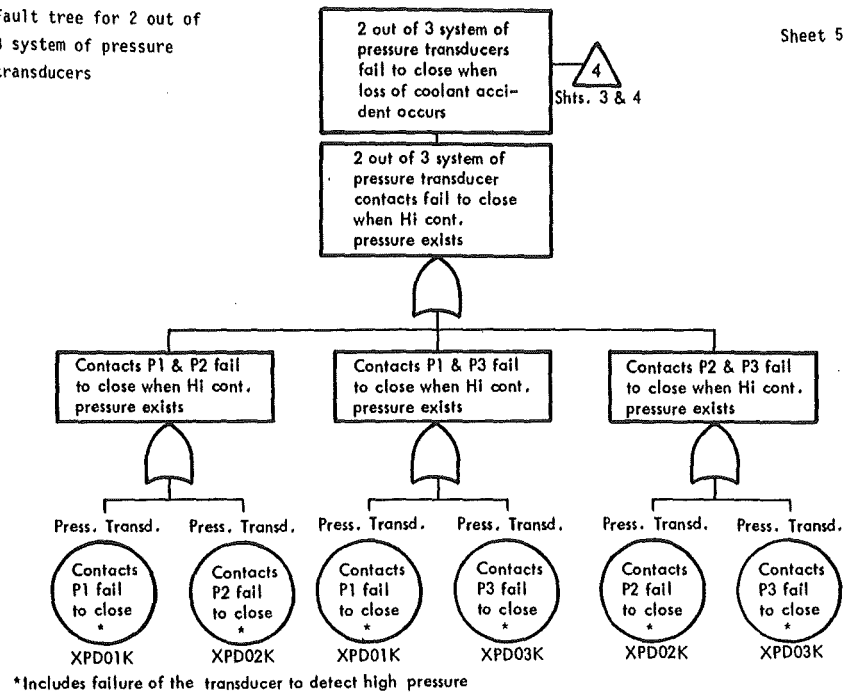 Fault tree for 2 out of
3 system of pressure
transducers
Sheet 5
2 out of 3 system of
pressure transducers
fail to close when
loss of coolant acci-
dent occurs
4
Shts. 3 & 4
2 out of 3 system of
pressure transducer
contacts fail to close
when Hi cont.
pressure exists
Contacts P1 & P2 fail
to close when Hi cont.
pressure exists
Contacts P1 & P3 fail
to close when Hi cont.
pressure exists
Contacts P2 & P3 fail
to close when Hi cont.
pressure exists
Press. Transd.
Contacts
P1 fail
to close
*
XPD01K
Press. Transd.
Contacts
P2 fail
to close
*
XPD02K
Press. Transd.
Contacts
P1 fail
to close
*
XPD01K
Press. Transd.
Contacts
P3 fail
to close
*
XPD03K
Press. Transd.
Contacts
P2 fail
to close
*
XPD02K
Press. Transd.
Contacts
P3 fail
to close
*
XPD03K
*Includes failure of the transducer to detect high pressure